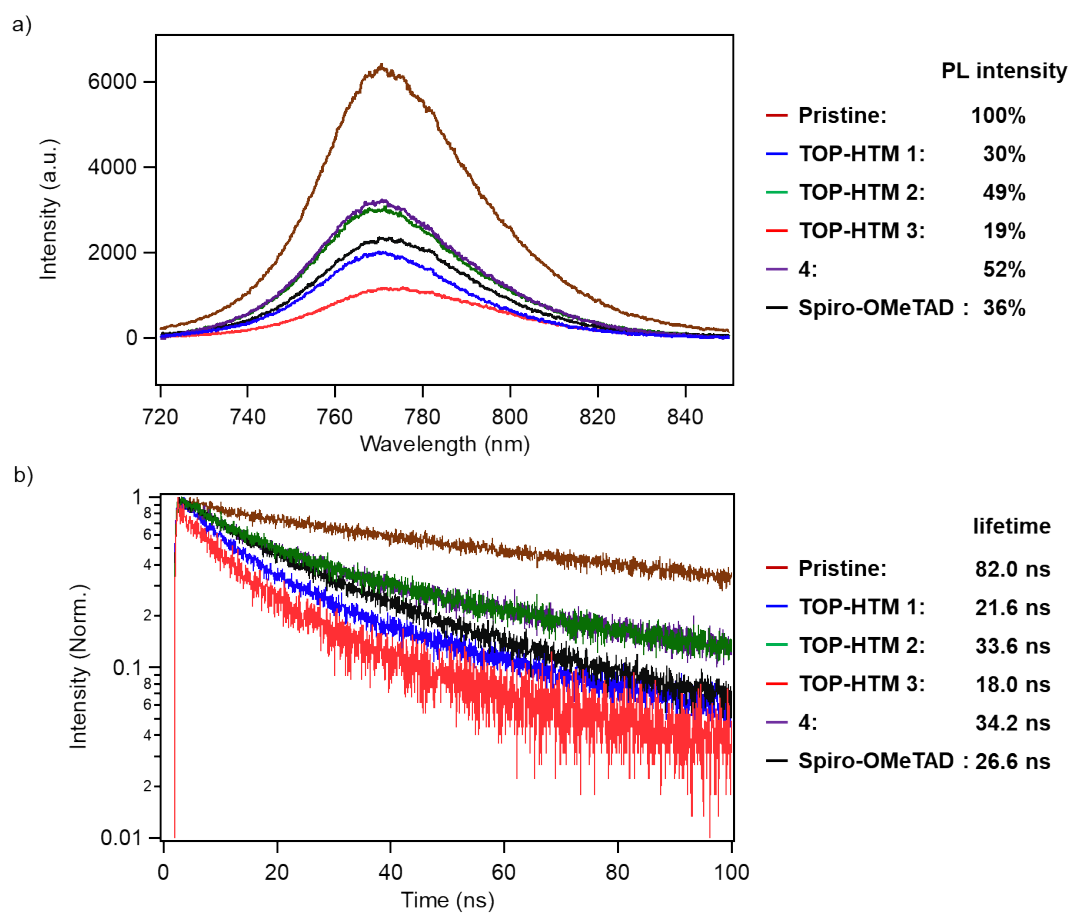 a)
PL intensity
6000
Pristine: 100%
TOP-HTM 1: 30%
4000
TOP-HTM 2: 49%
TOP-HTM 3: 19%
2000
4: 52%
Spiro-OMeTAD : 36%
0
Intensity (a.u.)
720 740 760 780 800 820 840
Wavelength (nm)
b)
1
8
6
4
2
0.1
8
6
4
2
0.01
Intensity (Norm.)
lifetime
Pristine: 82.0 ns
TOP-HTM 1: 21.6 ns
TOP-HTM 2: 33.6 ns
TOP-HTM 3: 18.0 ns
4: 34.2 ns
Spiro-OMeTAD : 26.6 ns
0 20 40 60 80 100
Time (ns)